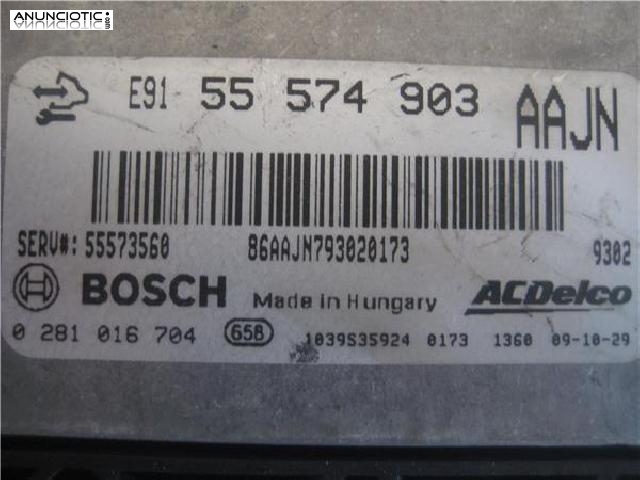 ANUNCIOTIC.com
E91 55 574 903 AAJN
SERV#: 55573560 86AAJN793020173 9302
BOSCH Made in Hungary ACDelco
0 281 016 704 658 1039S35924 0173 1360 09-10-29